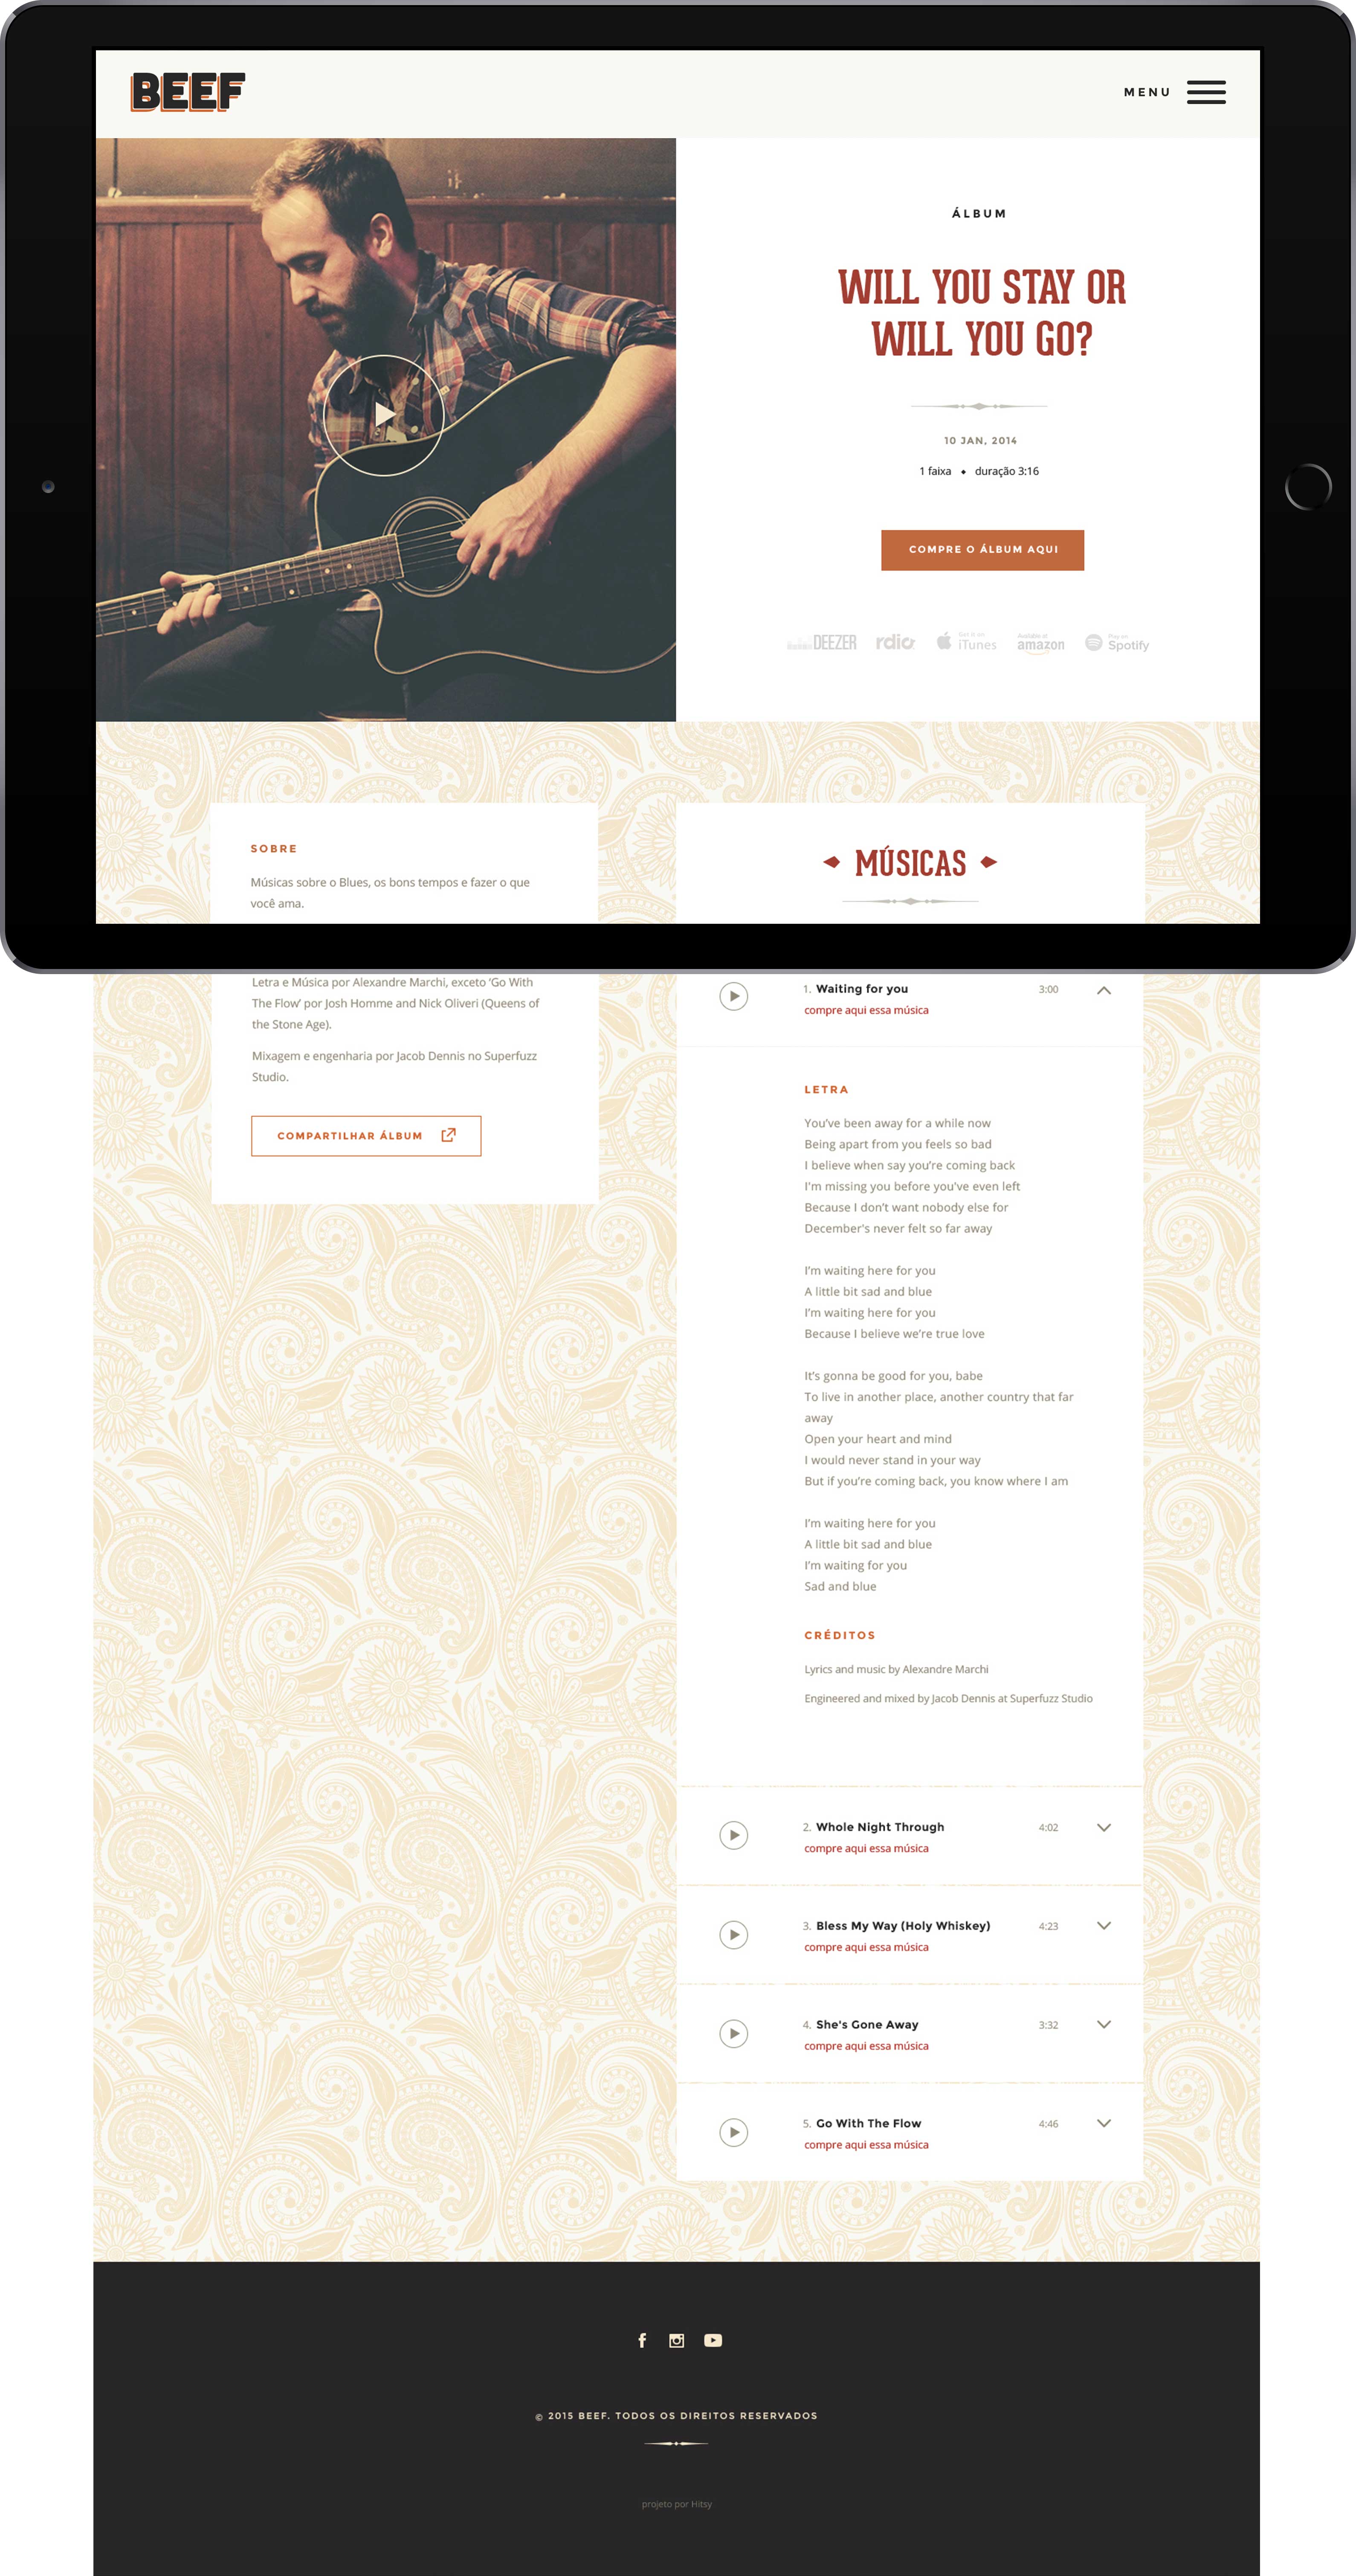 BEEF
MENU
ÁLBUM
WILL YOU STAY OR
WILL YOU GO?
10 JAN, 2014
1 faixa ♦ duração 3:16
COMPRE O ÁLBUM AQUI
DEEZER
rdio
Get it on
iTunes
Available at
amazon
Play on
Spotify
SOBRE
Músicas sobre o Blues, os bons tempos e fazer o que
você ama.
Letra e Música por Alexandre Marchi, exceto ‘Go With
The Flow’ por Josh Homme and Nick Oliveri (Queens of
the Stone Age).
Mixagem e engenharia por Jacob Dennis no Superfuzz
Studio.
COMPARTILHAR ÁLBUM
MÚSICAS
1. Waiting for you 3:00
compre aqui essa música
LETRA
You’ve been away for a while now
Being apart from you feels so bad
I believe when say you’re coming back
I'm missing you before you’ve even left
Because I don’t want nobody else for
December's never felt so far away
I’m waiting here for you
A little bit sad and blue
I’m waiting here for you
Because I believe we’re true love
It’s gonna be good for you, babe
To live in another place, another country that far
away
Open your heart and mind
I would never stand in your way
But if you’re coming back, you know where I am
I’m waiting here for you
A little bit sad and blue
I’m waiting for you
Sad and blue
CRÉDITOS
Lyrics and music by Alexandre Marchi
Engineered and mixed by Jacob Dennis at Superfuzz Studio
2. Whole Night Through 4:02
compre aqui essa música
3. Bless My Way (Holy Whiskey) 4:23
compre aqui essa música
4. She's Gone Away 3:32
compre aqui essa música
5. Go With The Flow 4:46
compre aqui essa música
© 2015 BEEF. TODOS OS DIREITOS RESERVADOS
projeto por Hitsy